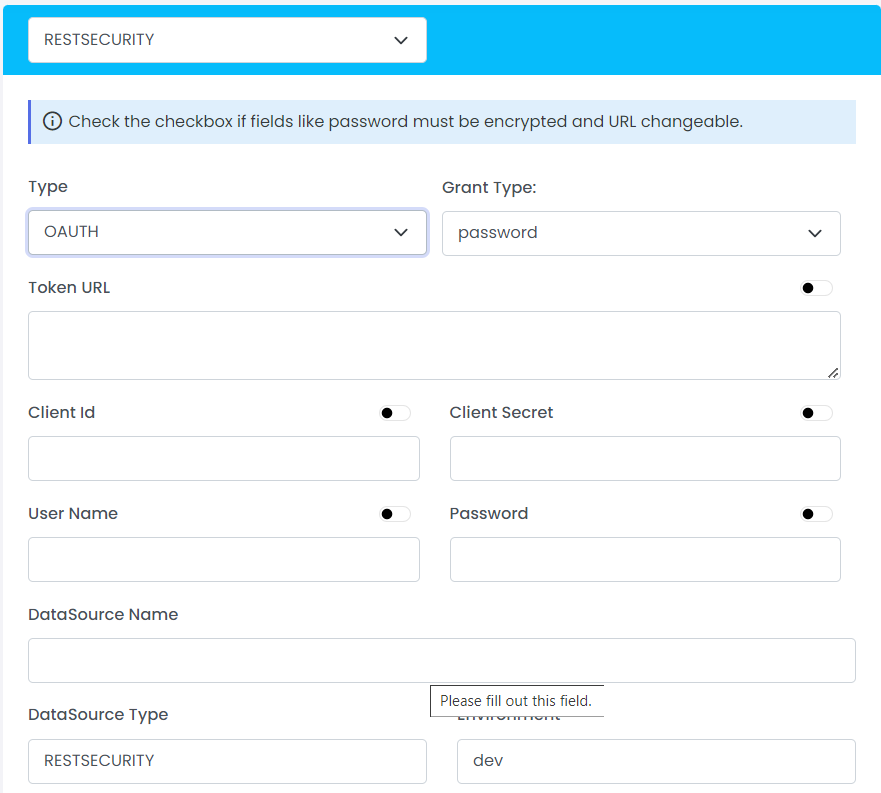 RESTSECURITY
Check the checkbox if fields like password must be encrypted and URL changeable.
Type
Grant Type:
OAUTH
password
Token URL
Client Id
Client Secret
User Name
Password
DataSource Name
Please fill out this field.
DataSource Type
Environment
RESTSECURITY
dev